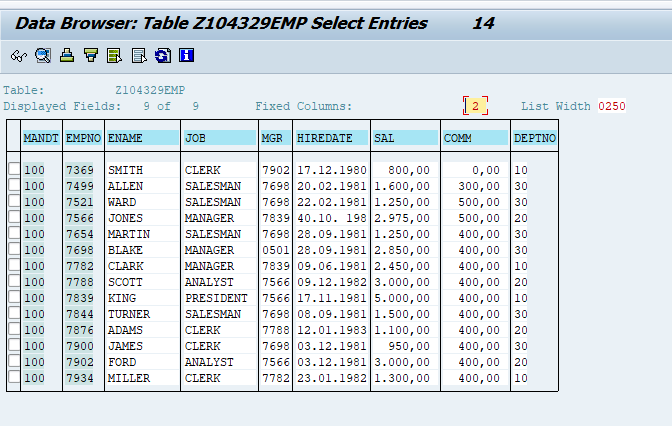 Data Browser: Table Z104329EMP Select Entries 14
Table: Z104329EMP
Displayed Fields: 9 of 9 Fixed Columns: 2 List Width 0250
MANDT EMPNO ENAME JOB MGR HIREDATE SAL COMM DEPTNO
100 7369 SMITH CLERK 7902 17.12.1980 800,00 0,00 10
100 7499 ALLEN SALESMAN 7698 20.02.1981 1.600,00 300,00 30
100 7521 WARD SALESMAN 7698 22.02.1981 1.250,00 500,00 30
100 7566 JONES MANAGER 7839 40.10. 198 2.975,00 500,00 20
100 7654 MARTIN SALESMAN 7698 28.09.1981 1.250,00 400,00 30
100 7698 BLAKE MANAGER 0501 28.09.1981 2.850,00 400,00 30
100 7782 CLARK MANAGER 7839 09.06.1981 2.450,00 400,00 10
100 7788 SCOTT ANALYST 7566 09.12.1982 3.000,00 400,00 20
100 7839 KING PRESIDENT 7566 17.11.1981 5.000,00 400,00 10
100 7844 TURNER SALESMAN 7698 08.09.1981 1.500,00 400,00 30
100 7876 ADAMS CLERK 7788 12.01.1983 1.100,00 400,00 20
100 7900 JAMES CLERK 7698 03.12.1981 950,00 400,00 30
100 7902 FORD ANALYST 7566 03.12.1981 3.000,00 400,00 20
100 7934 MILLER CLERK 7782 23.01.1982 1.300,00 400,00 10